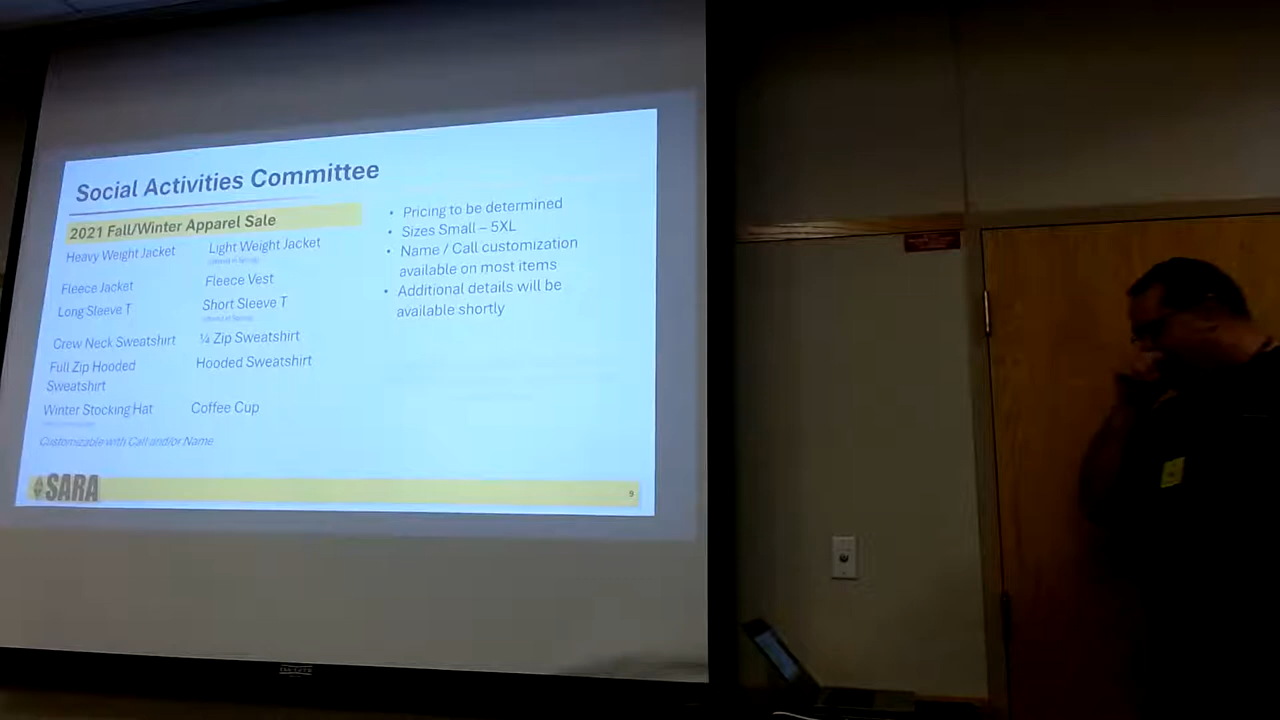 Social Activities Committee
2021 Fall/Winter Apparel Sale
Heavy Weight Jacket
Light Weight Jacket
Fleece Jacket
Fleece Vest
Long Sleeve T
Short Sleeve T
Crew Neck Sweatshirt
¼ Zip Sweatshirt
Full Zip Hooded
Sweatshirt
Hooded Sweatshirt
Winter Stocking Hat
Coffee Cup
Customizable with Call and/or Name
• Pricing to be determined
• Sizes Small – 5XL
• Name / Call customization
available on most items
• Additional details will be
available shortly
SARA
9